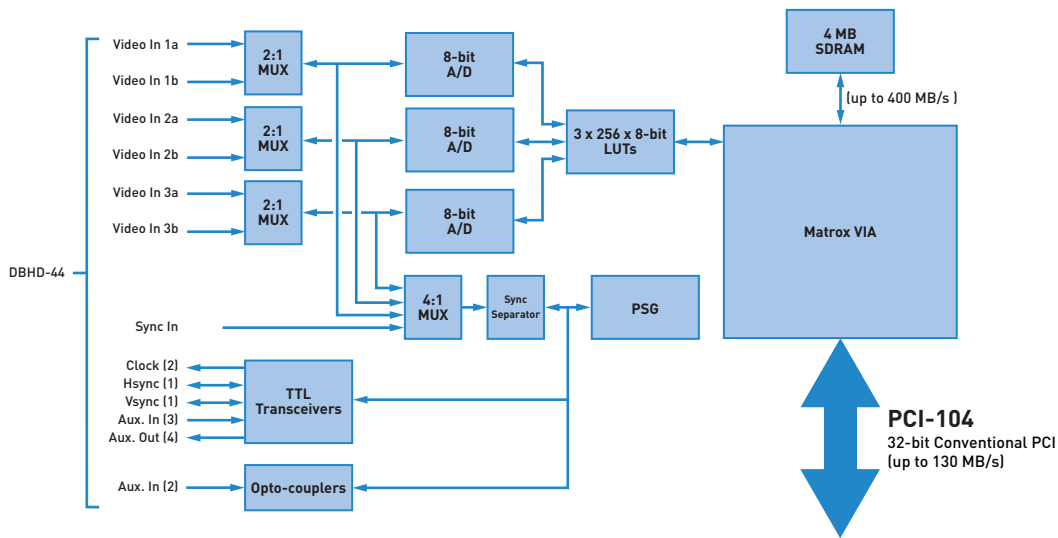 Video In 1a
Video In 1b
Video In 2a
Video In 2b
Video In 3a
Video In 3b
DBHD-44
Sync In
Clock (2)
Hsync (1)
Vsync (1)
Aux. In (3)
Aux. Out (4)
Aux. In (2)
2:1
MUX
2:1
MUX
2:1
MUX
8-bit
A/D
8-bit
A/D
8-bit
A/D
4:1
MUX
Sync
Separator
PSG
TTL
Transceivers
Opto-couplers
3 x 256 x 8-bit
LUTs
4 MB
SDRAM
(up to 400 MB/s )
Matrox VIA
PCI-104
32-bit Conventional PCI
(up to 130 MB/s)